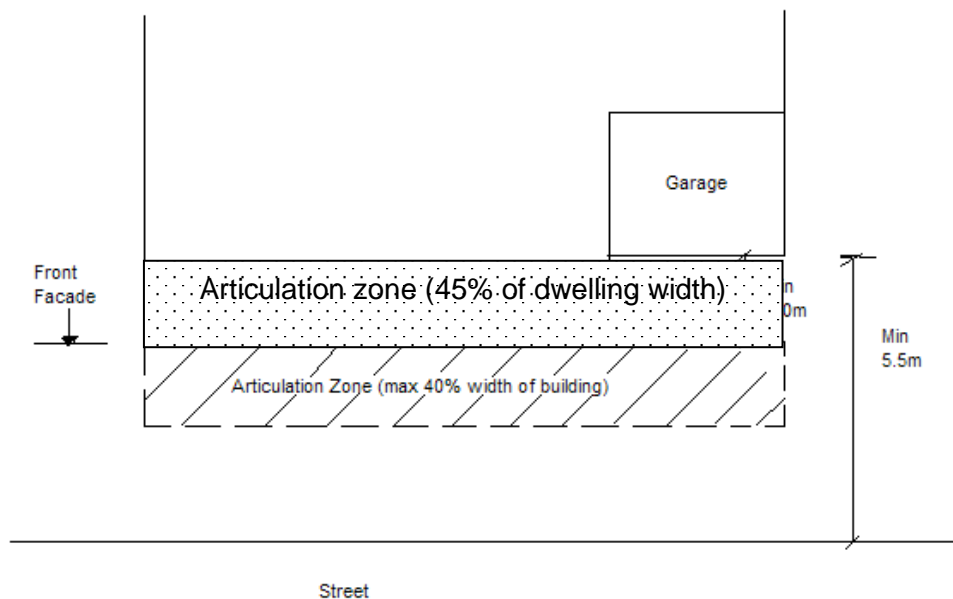 Garage
Front
Facade
Articulation zone (45% of dwelling width)
Min
5.5m
Articulation Zone (max 40% width of building)
Street